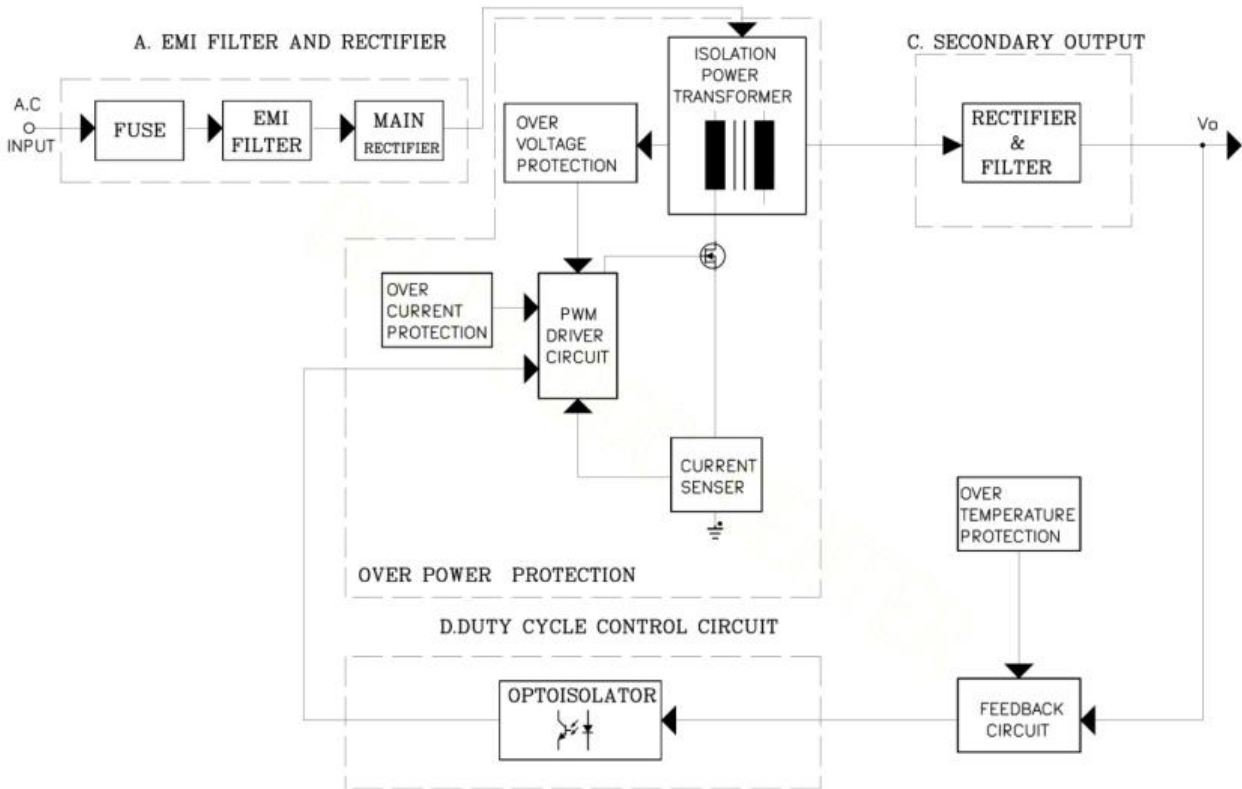 A. EMI FILTER AND RECTIFIER
A.C
INPUT
FUSE
EMI
FILTER
MAIN
RECTIFIER
OVER
VOLTAGE
PROTECTION
ISOLATION
POWER
TRANSFORMER
C. SECONDARY OUTPUT
RECTIFIER
&
FILTER
Vo
OVER
CURRENT
PROTECTION
PWM
DRIVER
CIRCUIT
CURRENT
SENSER
OVER
TEMPERATURE
PROTECTION
OVER POWER PROTECTION
D.DUTY CYCLE CONTROL CIRCUIT
OPTOISOLATOR
FEEDBACK
CIRCUIT